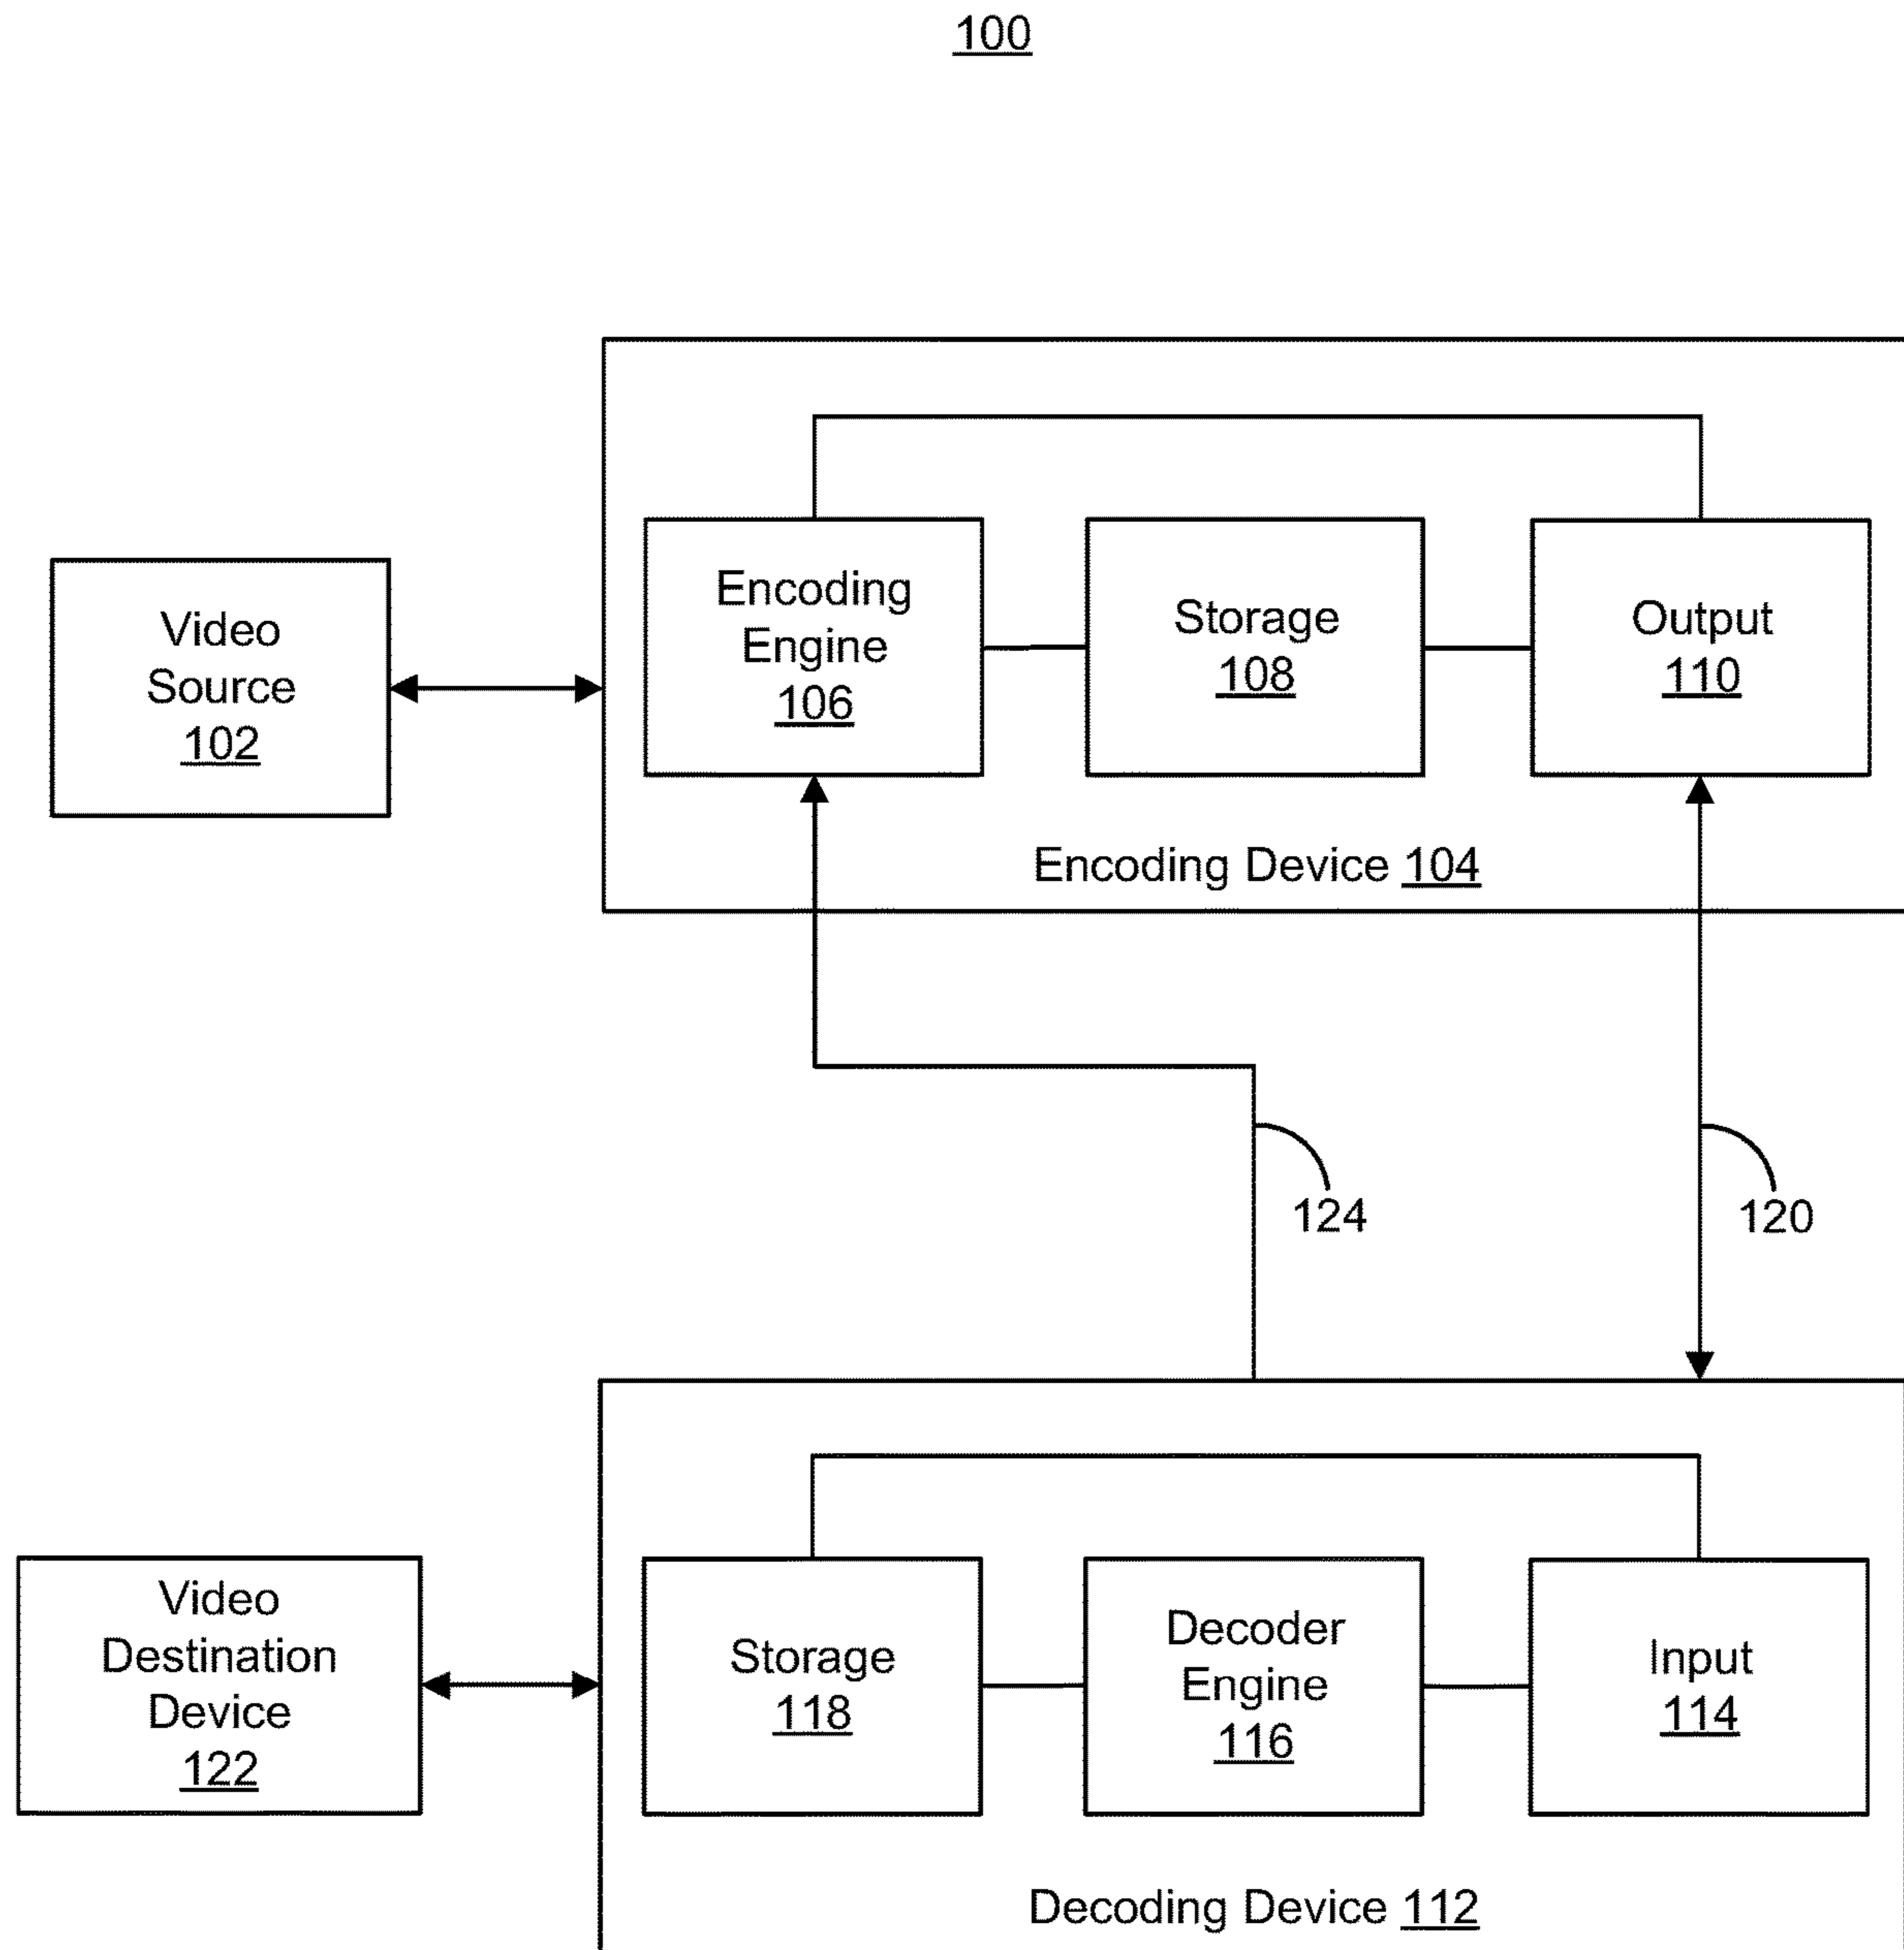 100
Video
Source
102
Encoding
Engine
106
Storage
108
Output
110
Encoding Device 104
124
120
Video
Destination
Device
122
Storage
118
Decoder
Engine
116
Input
114
Decoding Device 112